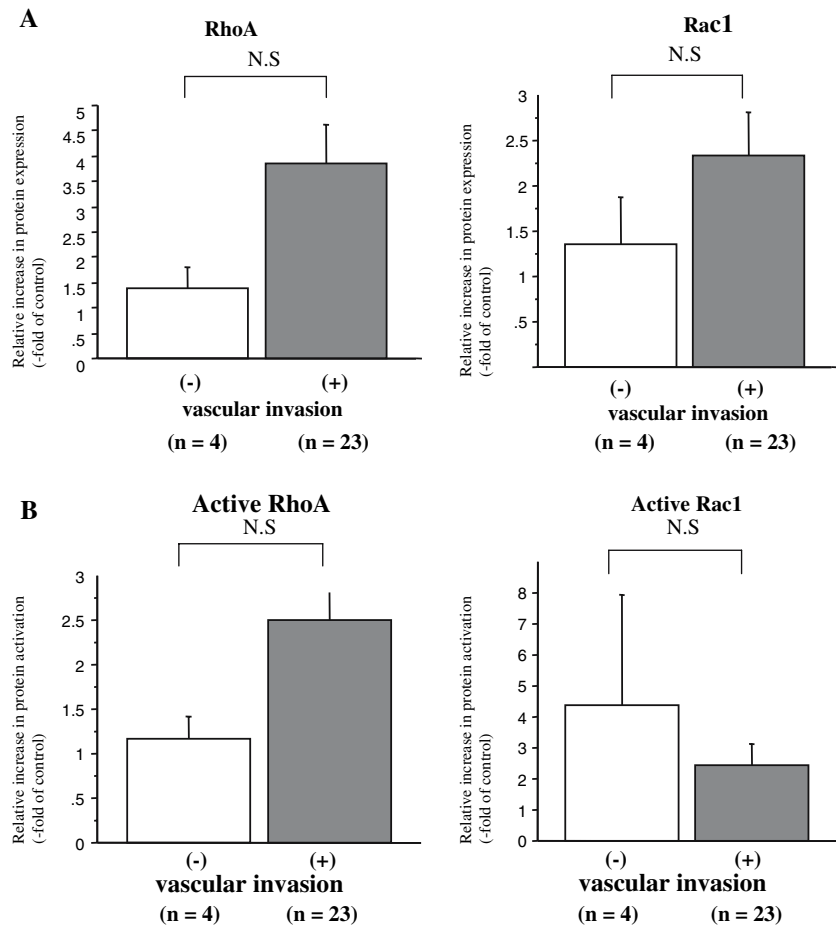 A
RhoA
N.S
Relative increase in protein expression
(-fold of control)
5
4.5
4
3.5
3
2.5
2
1.5
1
.5
0
(-)
(+)
vascular invasion
(n = 4)
(n = 23)
Rac1
N.S
Relative increase in protein expression
(-fold of control)
3
2.5
2
1.5
1
.5
(-)
(+)
vascular invasion
(n = 4)
(n = 23)
B
Active RhoA
N.S
Relative increase in protein activation
(-fold of control)
3
2.5
2
1.5
1
.5
0
(-)
(+)
vascular invasion
(n = 4)
(n = 23)
Active Rac1
N.S
Relative increase in protein activation
(-fold of control)
8
7
6
5
4
3
2
1
0
(-)
(+)
vascular invasion
(n = 4)
(n = 23)